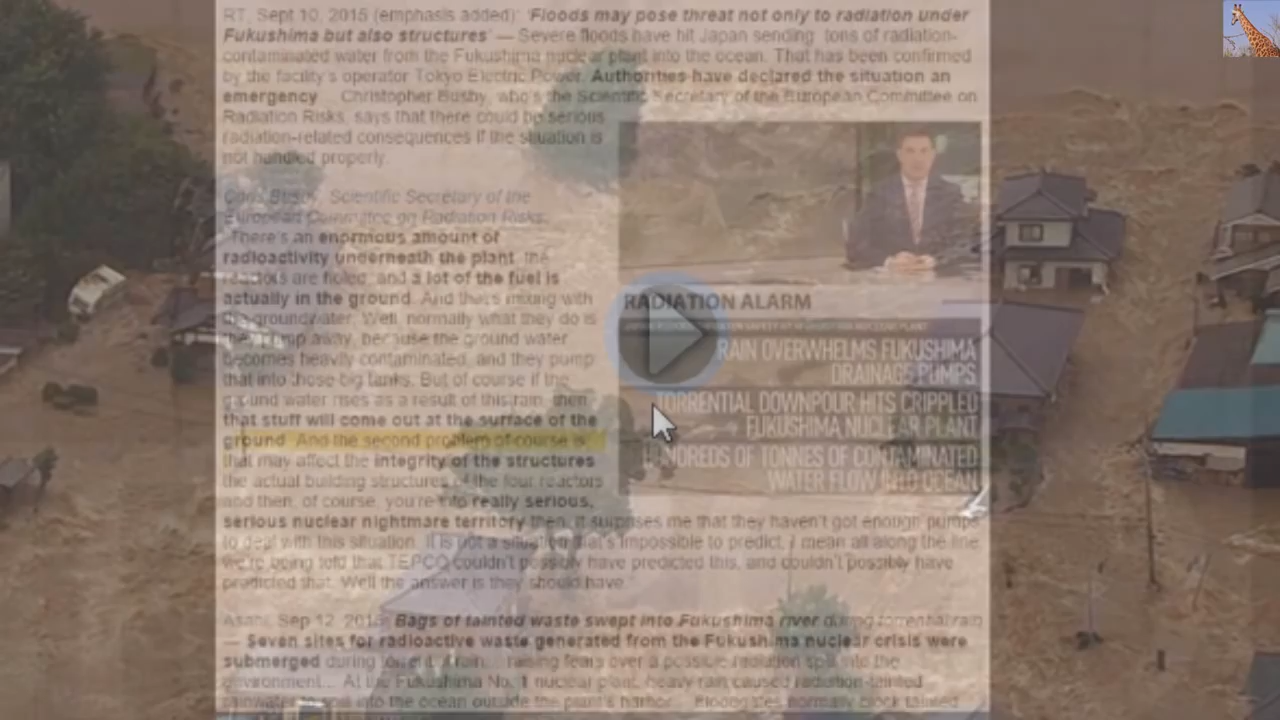 RT, Sept 10, 2015 (emphasis added): 'Floods may pose threat not only to radiation under
Fukushima but also structures' — Severe floods have hit Japan sending tons of radiation-
contaminated water from the Fukushima nuclear plant into the ocean. That has been confirmed
by the facility's operator Tokyo Electric Power. Authorities have declared the situation an
emergency... Christopher Busby, who's the Scientific Secretary of the European Committee on
Radiation Risks, says that there could be serious
radiation-related consequences if the situation is
not handled properly.
Chris Busby, Scientific Secretary of the
European Committee on Radiation Risks:
"There's an enormous amount of
radioactivity underneath the plant, the
reactors are holed, and a lot of the fuel is
actually in the ground. And that's mixing with
the groundwater. Well, normally what they do is
they pump away, because the ground water
becomes heavily contaminated, and they pump
that into those big tanks. But of course if the
ground water rises as a result of this rain, then
that stuff will come out at the surface of the
ground. And the second problem of course is
that may affect the integrity of the structures
the actual building structures of the four reactors
and then, of course, you're into really serious,
serious nuclear nightmare territory then. It surprises me that they haven't got enough pumps
to deal with this situation. It is not a situation that's impossible to predict, I mean all along the line
we're being told that TEPCO couldn't possibly have predicted this, and couldn't possibly have
predicted that. Well the answer is they should have.
RADIATION ALARM
RAIN OVERWHELMS FUKUSHIMA
DRAINAGE PUMPS
TORRENTIAL DOWNPOUR HITS CRIPPLED
FUKUSHIMA NUCLEAR PLANT
HUNDREDS OF TONNES OF CONTAMINATED
WATER FLOW INTO OCEAN
Asahi, Sep 12, 2015: Bags of tainted waste swept into Fukushima river during torrential rain
— Seven sites for radioactive waste generated from the Fukushima nuclear crisis were
submerged during torrential rain... raising fears over a possible radiation spill into the
environment... At the Fukushima No. 1 nuclear plant, heavy rain caused radiation-tainted
rainwater to spill into the ocean outside the plant's harbor... Floodgates normally block tainted